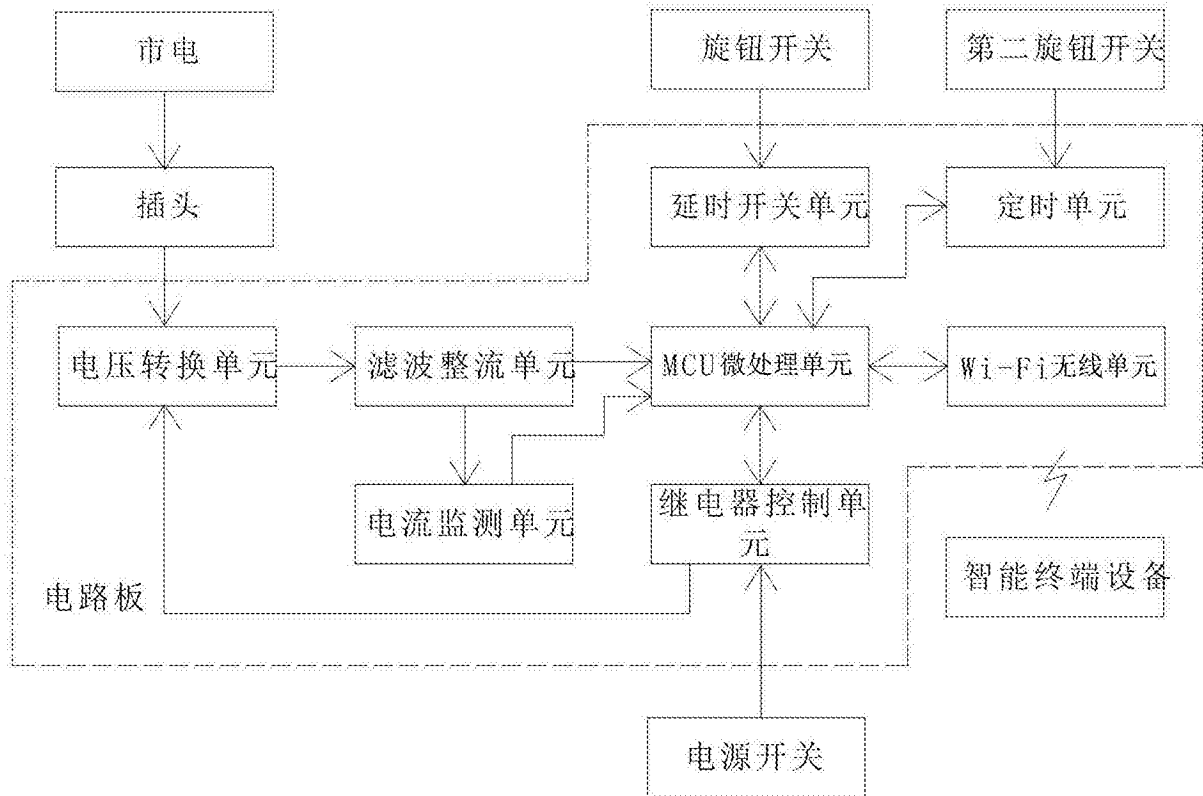 市电
旋钮开关
第二旋钮开关
插头
延时开关单元
定时单元
电压转换单元
滤波整流单元
MCU微处理单元
Wi-Fi无线单元
电流监测单元
继电器控制单
元
智能终端设备
电路板
电源开关